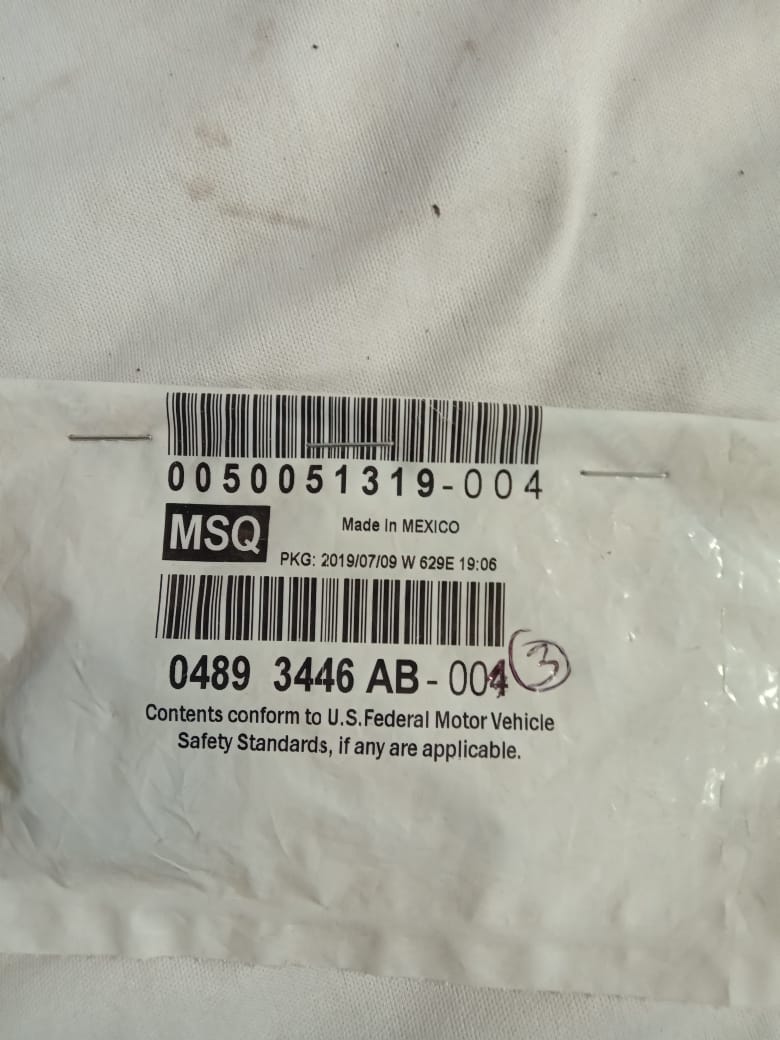 0050051319-004
MSQ
Made In MEXICO
PKG: 2019/07/09 W 629E 19:06
0489 3446 AB - 004
3
Contents conform to U.S.Federal Motor Vehicle
Safety Standards, if any are applicable.